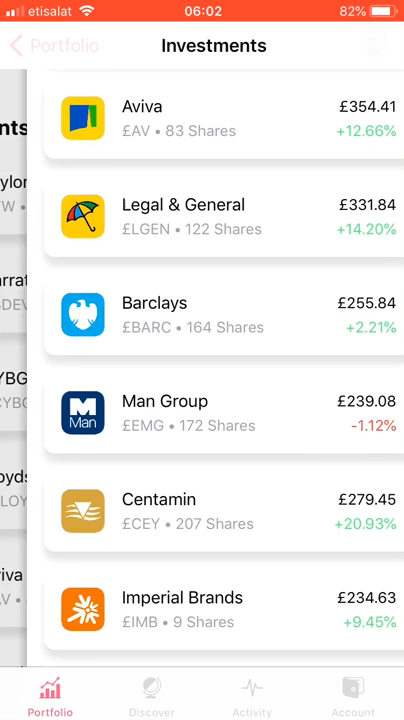 etisalat 06:02 82%
Portfolio Investments
Aviva £354.41
£AV • 83 Shares +12.66%
Legal & General £331.84
£LGEN • 122 Shares +14.20%
Barclays £255.84
£BARC • 164 Shares +2.21%
Man Group £239.08
£EMG • 172 Shares -1.12%
Man
Centamin £279.45
£CEY • 207 Shares +20.93%
Imperial Brands £234.63
£IMB • 9 Shares +9.45%
Portfolio Discover Activity Account